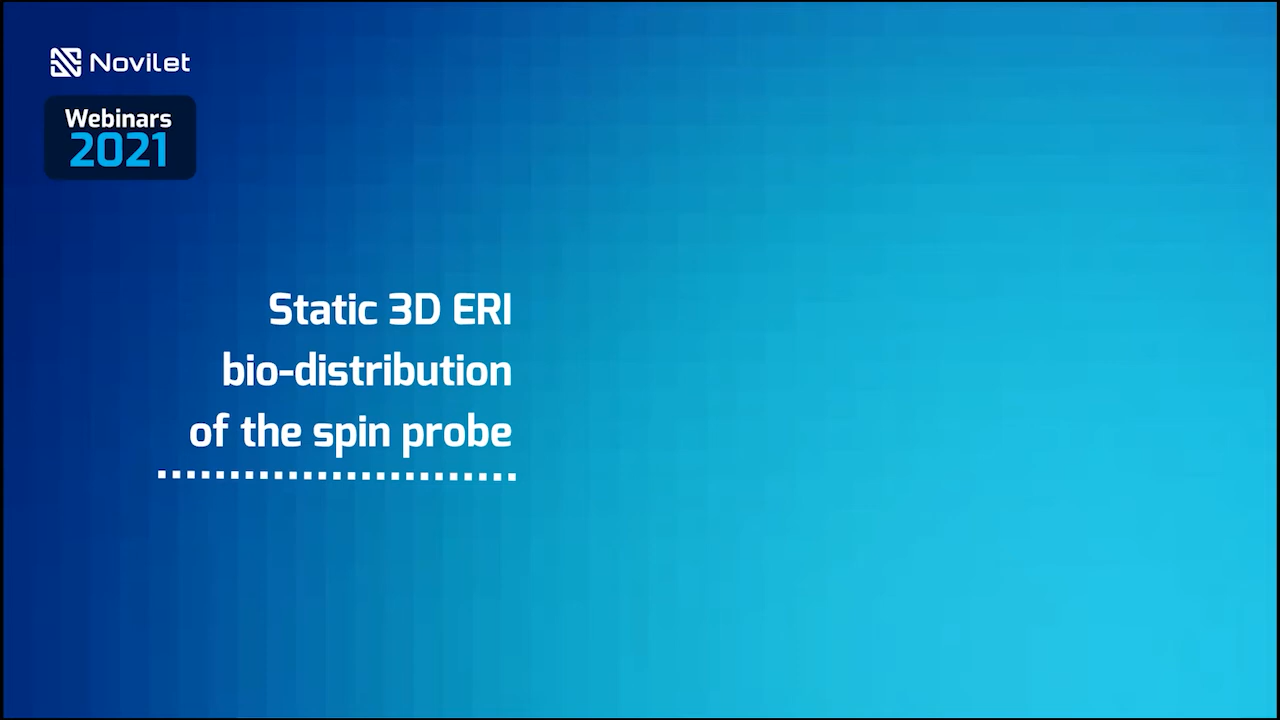 Novilet
Webinars
2021
Static 3D ERI
bio-distribution
of the spin probe